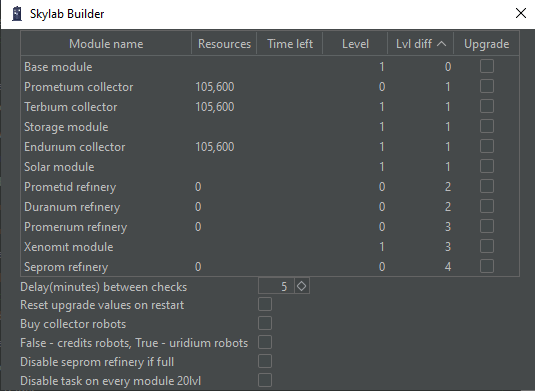 Skylab Builder
Module name Resources Time left Level Lvl diff Upgrade
Base module 1 0
Prometium collector 105,600 0 1
Terbium collector 105,600 1 1
Storage module 1 1
Endurium collector 105,600 1 1
Solar module 1 1
Prometid refinery 0 0 2
Duranium refinery 0 0 2
Promerium refinery 0 0 3
Xenomit module 1 3
Seprom refinery 0 0 4
Delay(minutes) between checks 5
Reset upgrade values on restart
Buy collector robots
False - credits robots, True - uridium robots
Disable seprom refinery if full
Disable task on every module 20lvl